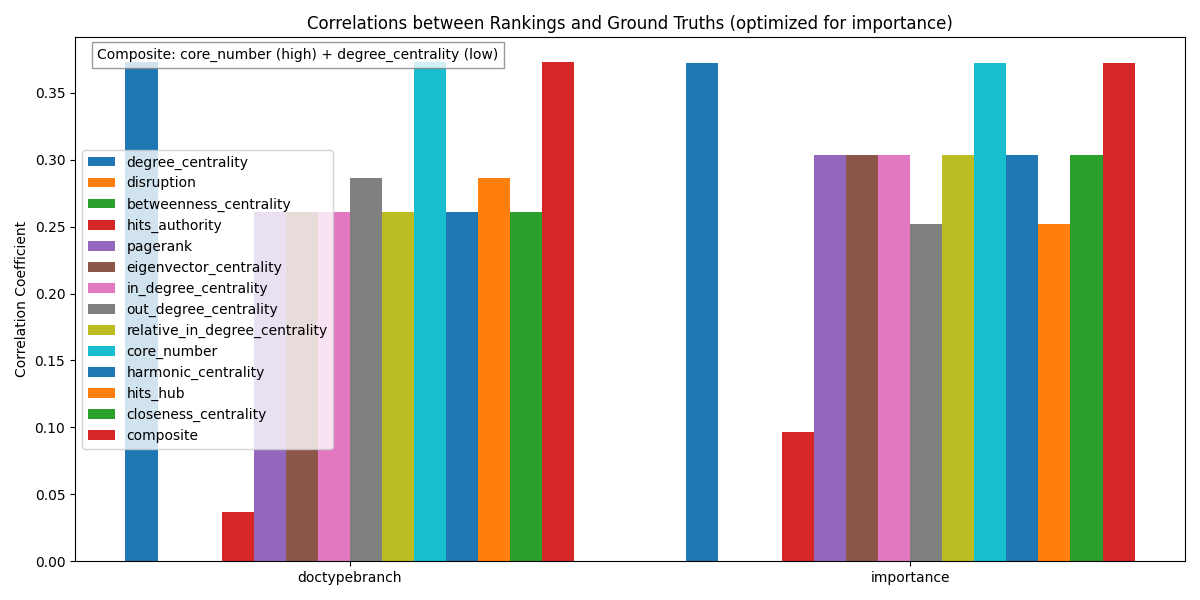 Correlations between Rankings and Ground Truths (optimized for importance)
Composite: core_number (high) + degree_centrality (low)
Correlation Coefficient
0.35
0.30
0.25
0.20
0.15
0.10
0.05
0.00
degree_centrality
disruption
betweenness_centrality
hits_authority
pagerank
eigenvector_centrality
in_degree_centrality
out_degree_centrality
relative_in_degree_centrality
core_number
harmonic_centrality
hits_hub
closeness_centrality
composite
doctypebranch
importance